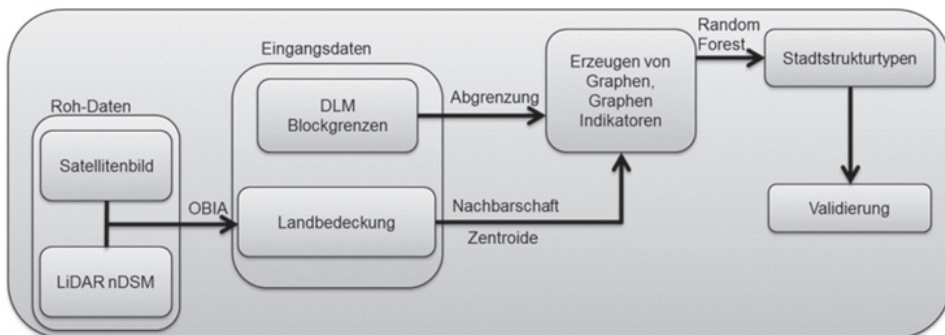 Roh-Daten
Satellitenbild
LiDAR nDSM
OBIA
Eingangsdaten
DLM
Blockgrenzen
Landbedeckung
Abgrenzung
Nachbarschaft
Zentroide
Erzeugen von
Graphen,
Graphen
Indikatoren
Random
Forest
Stadtstrukturtypen
Validierung